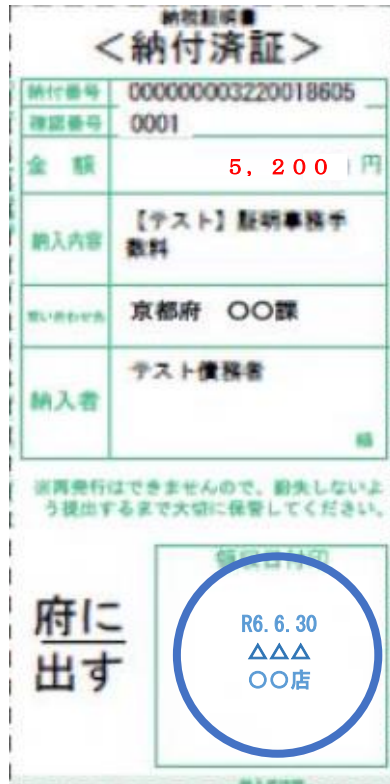 納税証明書
＜納付済証＞
納付番号 000000003220018605
確認番号 0001
金額 5,200 円
納入内容 【テスト】証明事務手
数料
問い合わせ先 京都府 〇〇課
納入者 テスト債務者
様
※再発行はできませんので、紛失しないよ
う提出するまで大切に保管してください。
府に
出す
領収日付印
R6.6.30
△△△
〇〇店